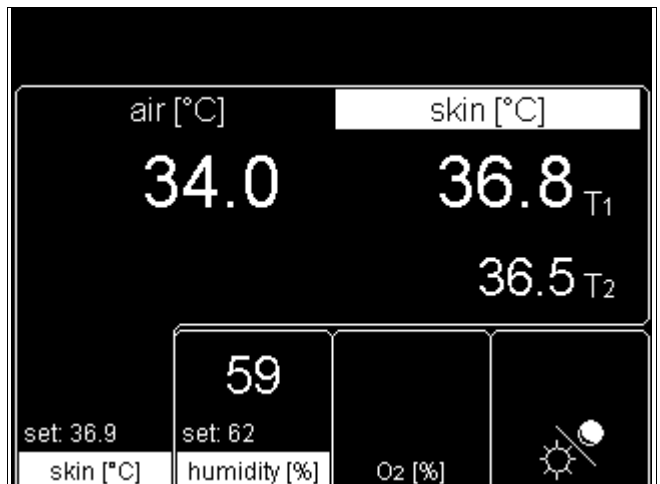 air [°C] skin [°C]
34.0 36.8 T1
36.5 T2
59
set: 36.9 set: 62
skin [°C] humidity [%] O2 [%]